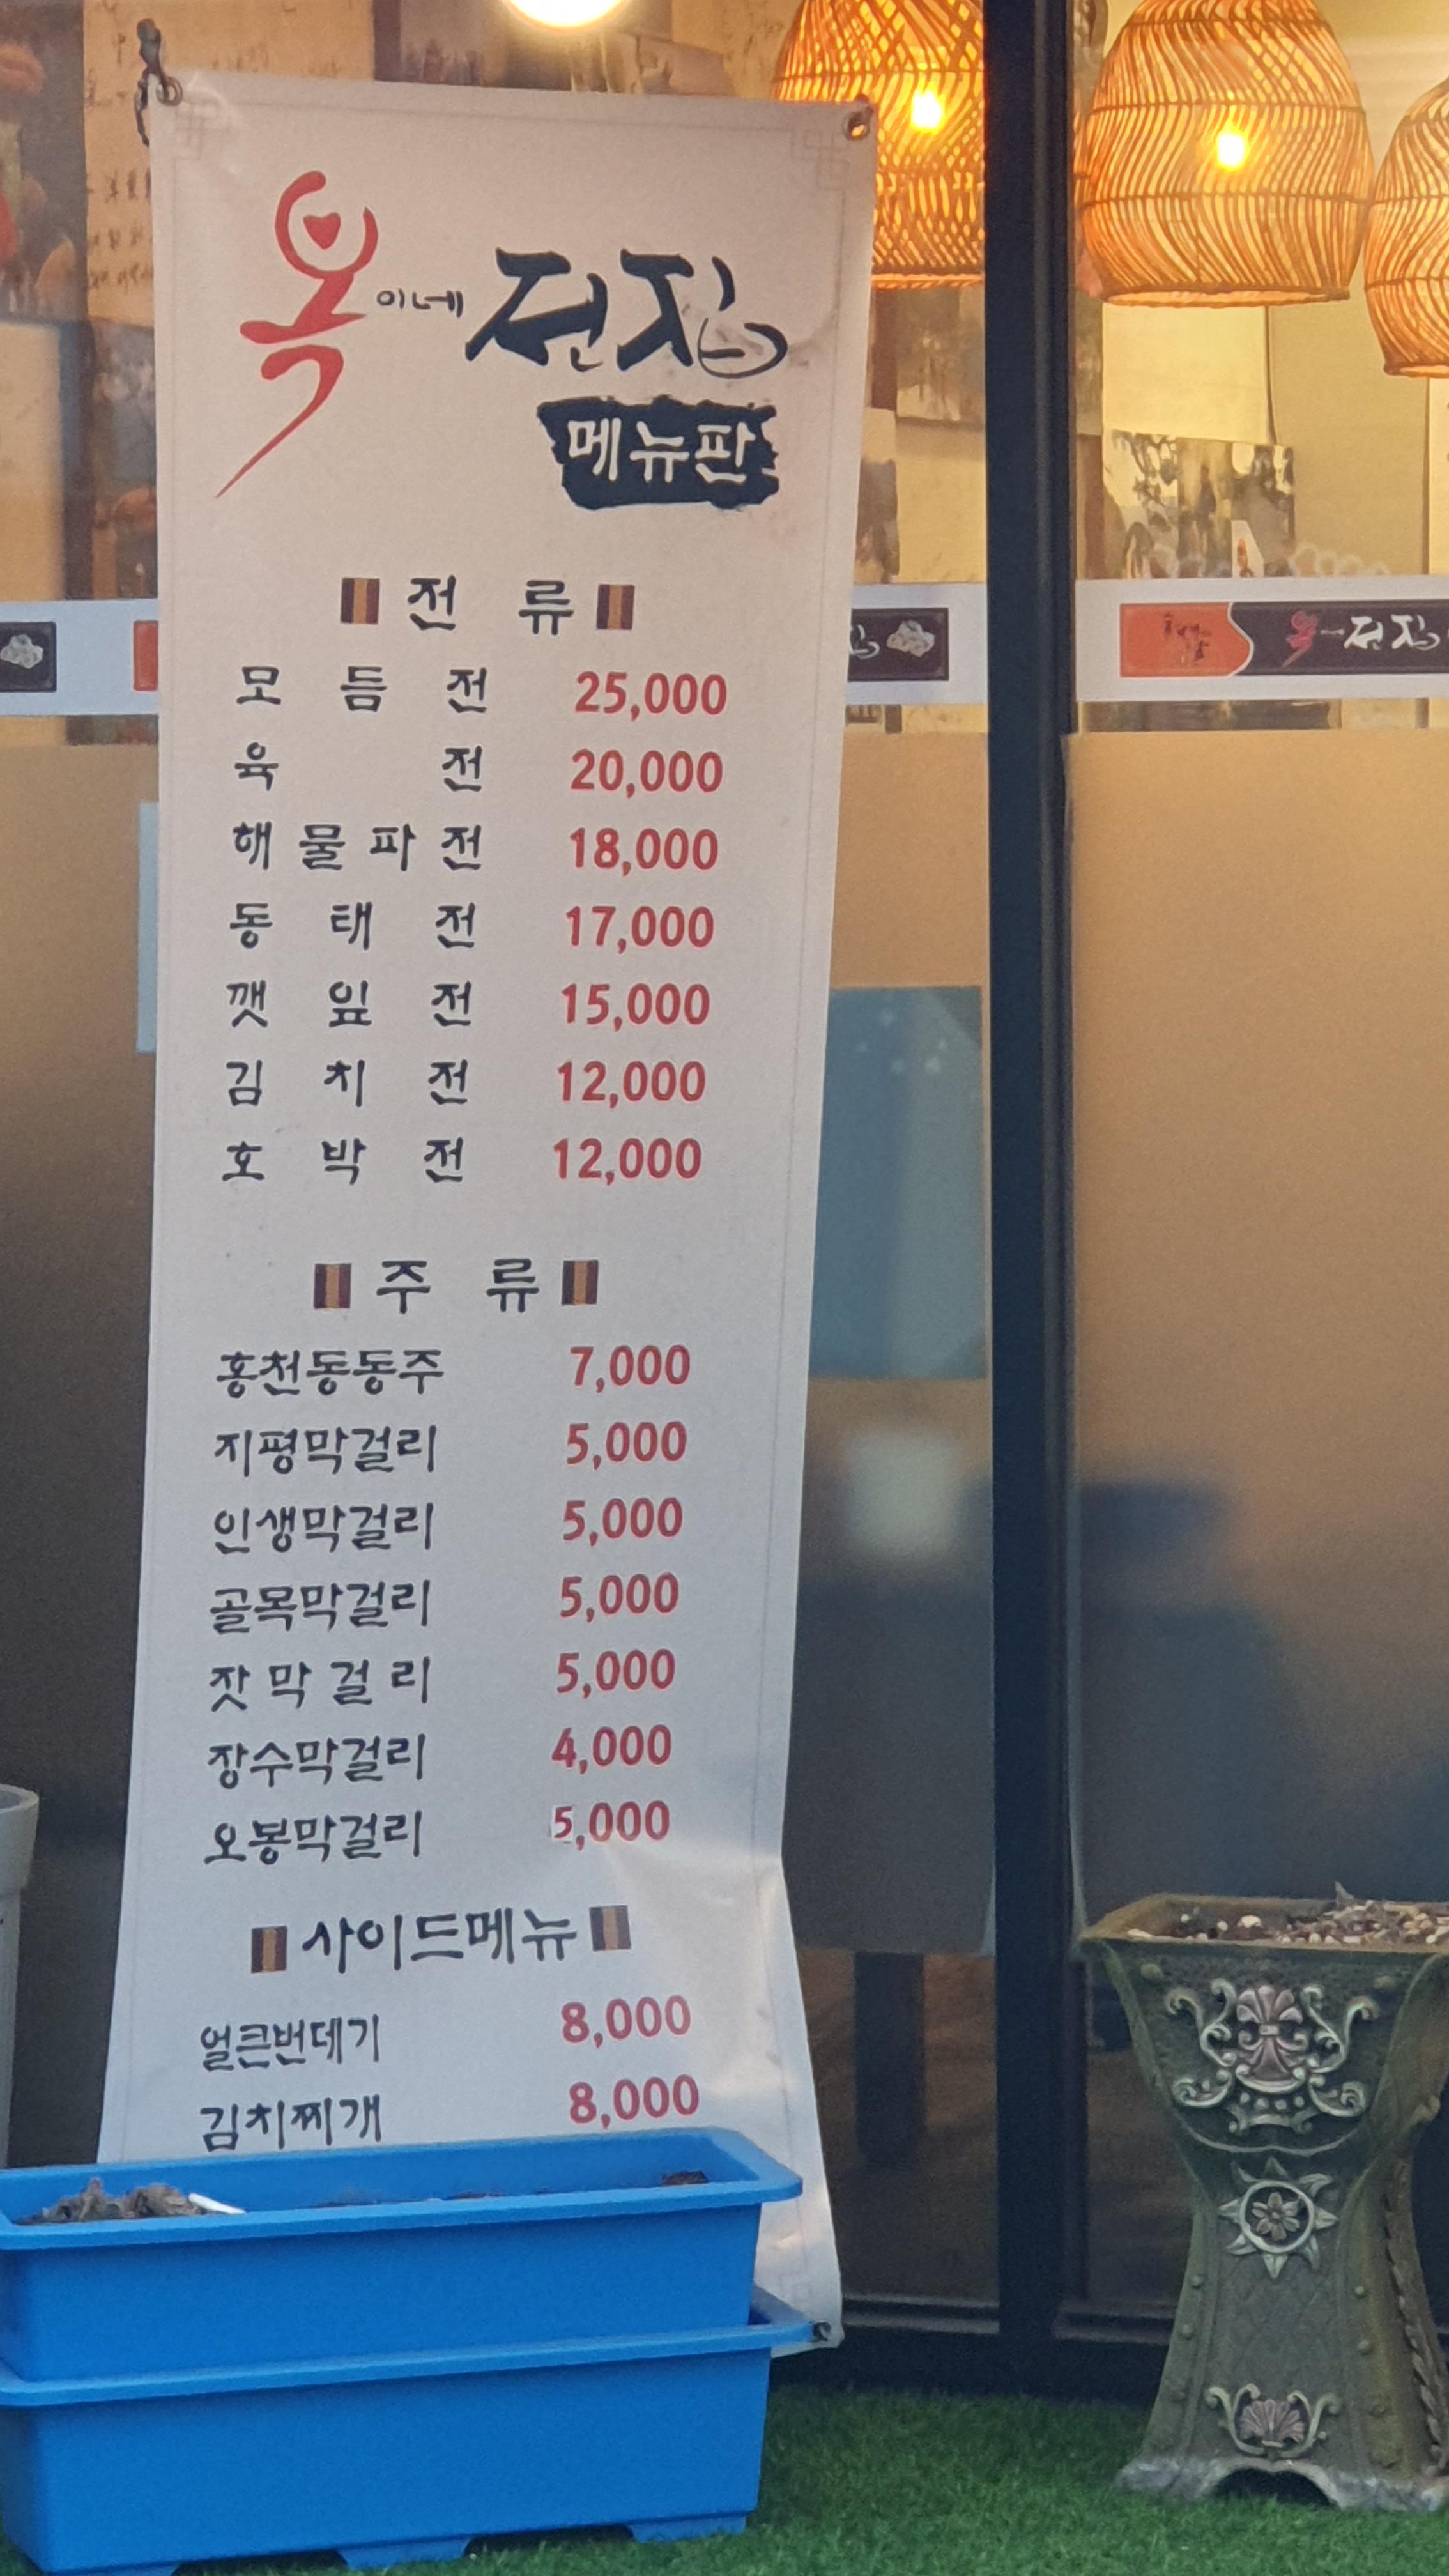 옥이네 전집
메뉴판
전 류
모 듬 전 25,000
육 전 20,000
해 물 파 전 18,000
동 태 전 17,000
깻 잎 전 15,000
김 치 전 12,000
호 박 전 12,000
주 류
홍천동동주 7,000
지평막걸리 5,000
인생막걸리 5,000
골목막걸리 5,000
잣 막 걸 리 5,000
장수막걸리 4,000
오봉막걸리 5,000
사이드메뉴
얼큰번데기 8,000
김치찌개 8,000
옥이네 전집